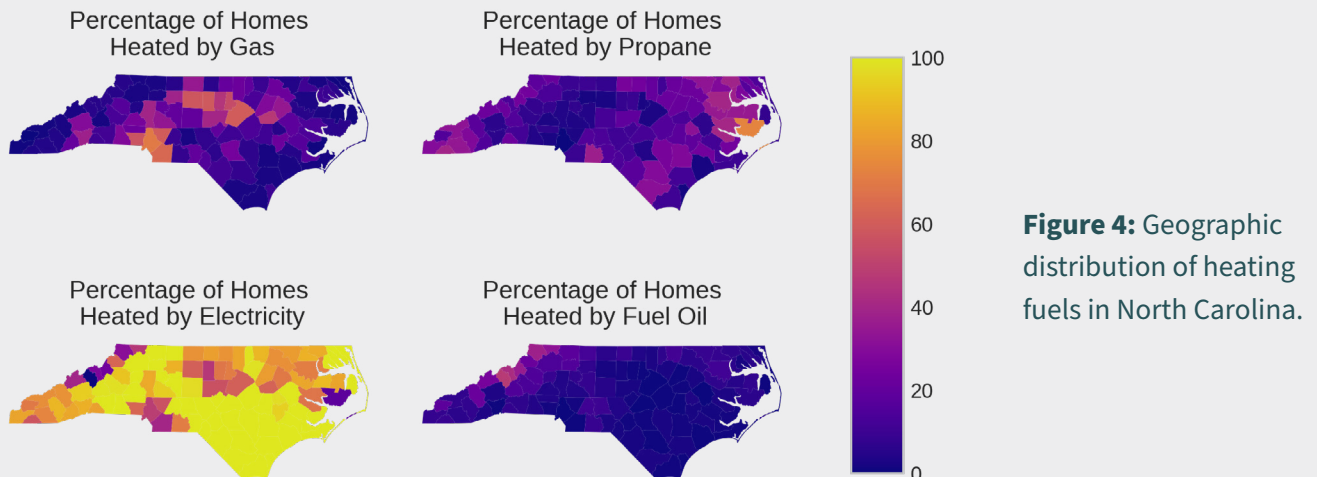 Percentage of Homes
Heated by Gas
Percentage of Homes
Heated by Propane
Percentage of Homes
Heated by Electricity
Percentage of Homes
Heated by Fuel Oil
100
80
60
40
20
0
Figure 4: Geographic
distribution of heating
fuels in North Carolina.